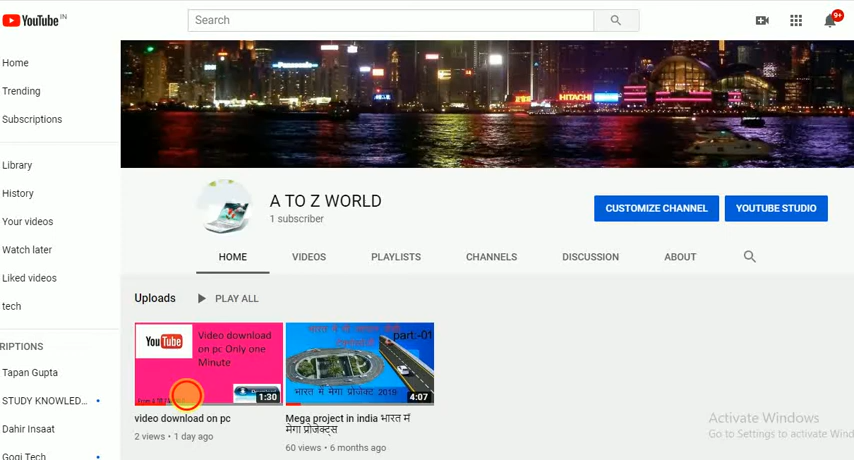 YouTube IN
Search
9+
Home
Trending
Subscriptions
Library
History
Your videos
Watch later
Liked videos
tech
RIPTIONS
Tapan Gupta
STUDY KNOWLED...
Dahir Insaat
Gogi Tech
Panasonic
HITACHI
A TO Z WORLD
1 subscriber
CUSTOMIZE CHANNEL
YOUTUBE STUDIO
HOME
VIDEOS
PLAYLISTS
CHANNELS
DISCUSSION
ABOUT
Uploads
PLAY ALL
YouTube
Video download
on pc Only one
Minute
1:30
video download on pc
2 views • 1 day ago
part:-01
भारत में मेगा प्रोजेक्ट 2019
4:07
Mega project in india भारत में
मेगा प्रोजेक्ट्स
60 views • 6 months ago
Activate Windows
Go to Settings to activate Wind